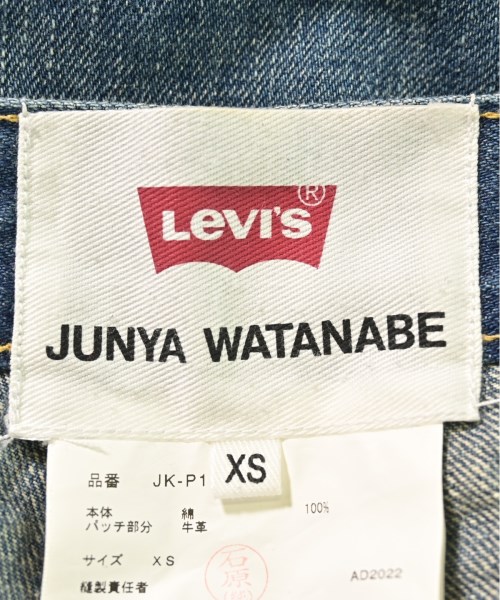 Levi's ®
JUNYA WATANABE
XS
品番 JK-P1
本体 綿 100%
パッチ部分 牛革
サイズ XS
石原
縫製責任者 AD2022